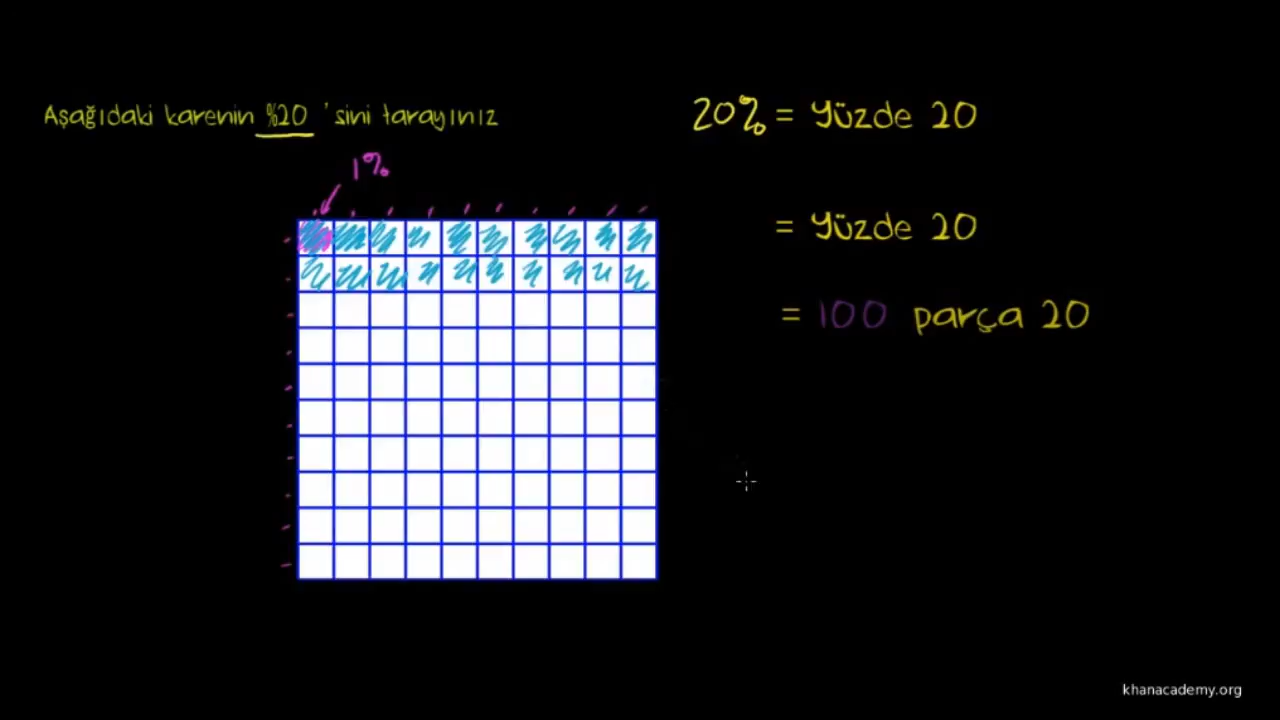 Aşağıdaki karenin %20 'sini tarayınız
1%
20% = Yüzde 20
= Yüzde 20
= 100 parça 20
khanacademy.org